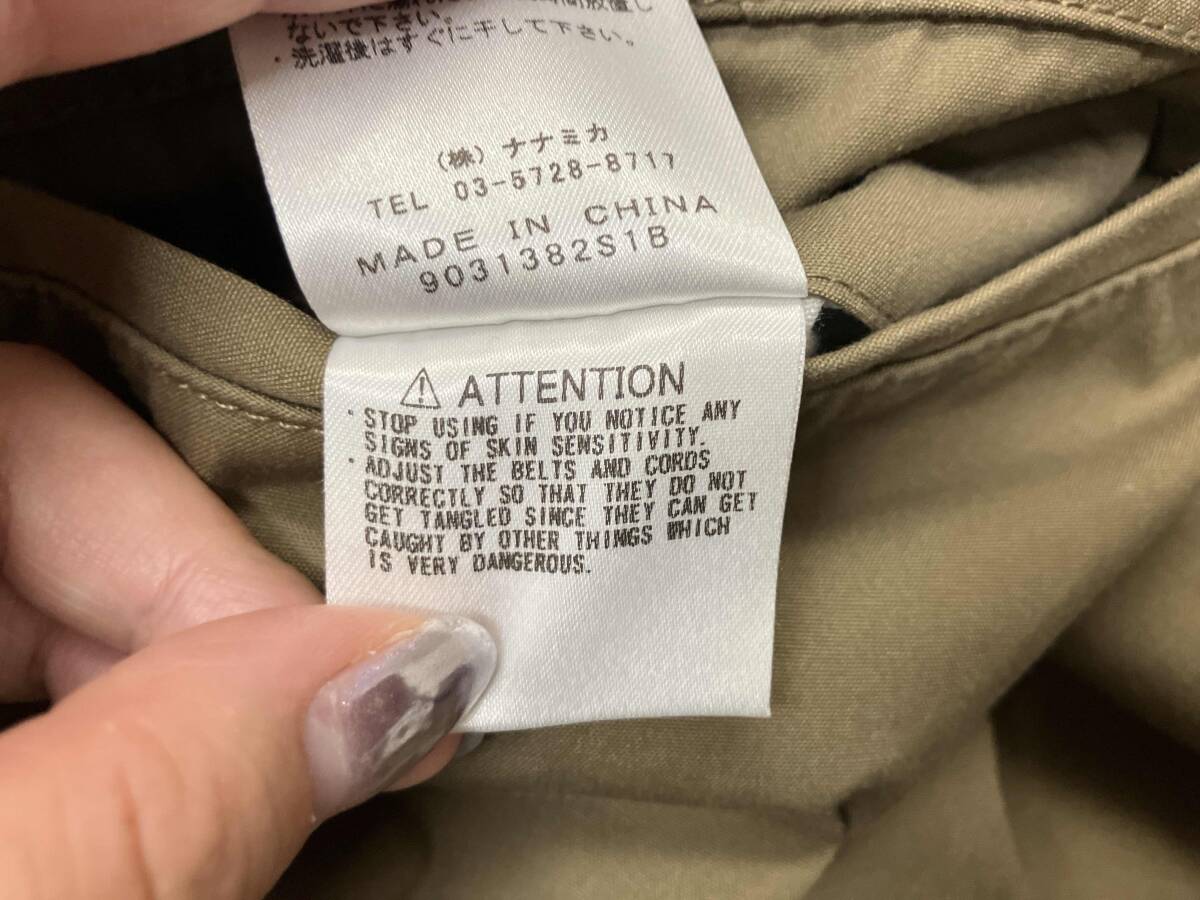 ないで下さい。
・洗濯後はすぐに干して下さい。
(株) ナナミカ
TEL 03-5728-8717
MADE IN CHINA
9031382S1B
ATTENTION
・STOP USING IF YOU NOTICE ANY
SIGNS OF SKIN SENSITIVITY.
・ADJUST THE BELTS AND CORDS
CORRECTLY SO THAT THEY DO NOT
GET TANGLED SINCE THEY CAN GET
CAUGHT BY OTHER THINGS WHICH
IS VERY DANGEROUS.